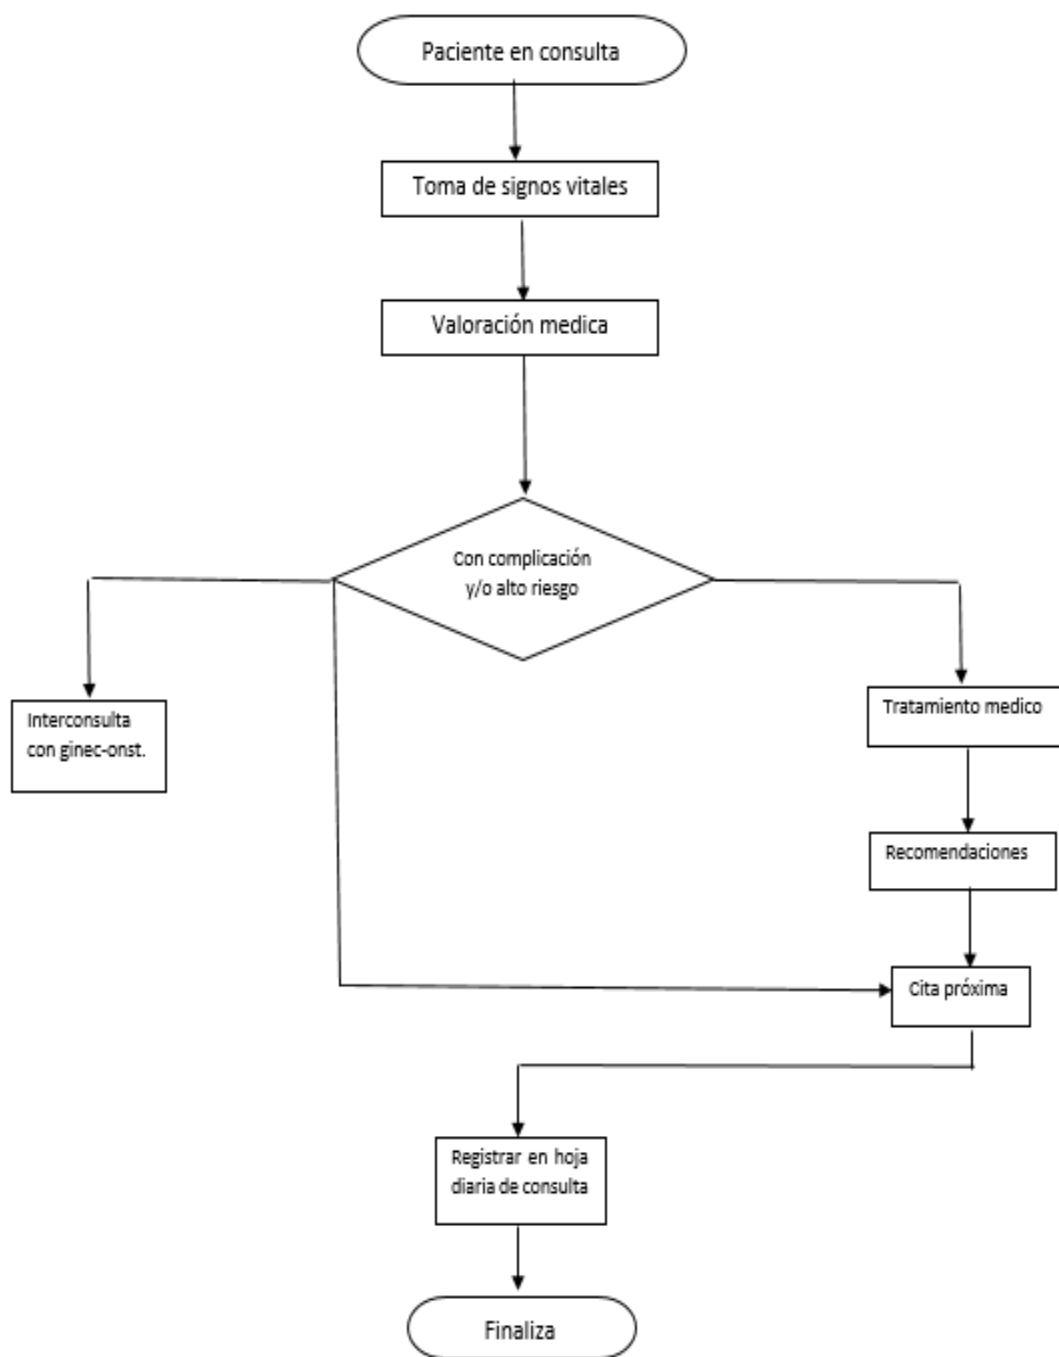 Paciente en consulta
Toma de signos vitales
Valoración medica
Con complicación
y/o alto riesgo
Interconsulta
con ginec-onst.
Tratamiento medico
Recomendaciones
Cita próxima
Registrar en hoja
diaria de consulta
Finaliza